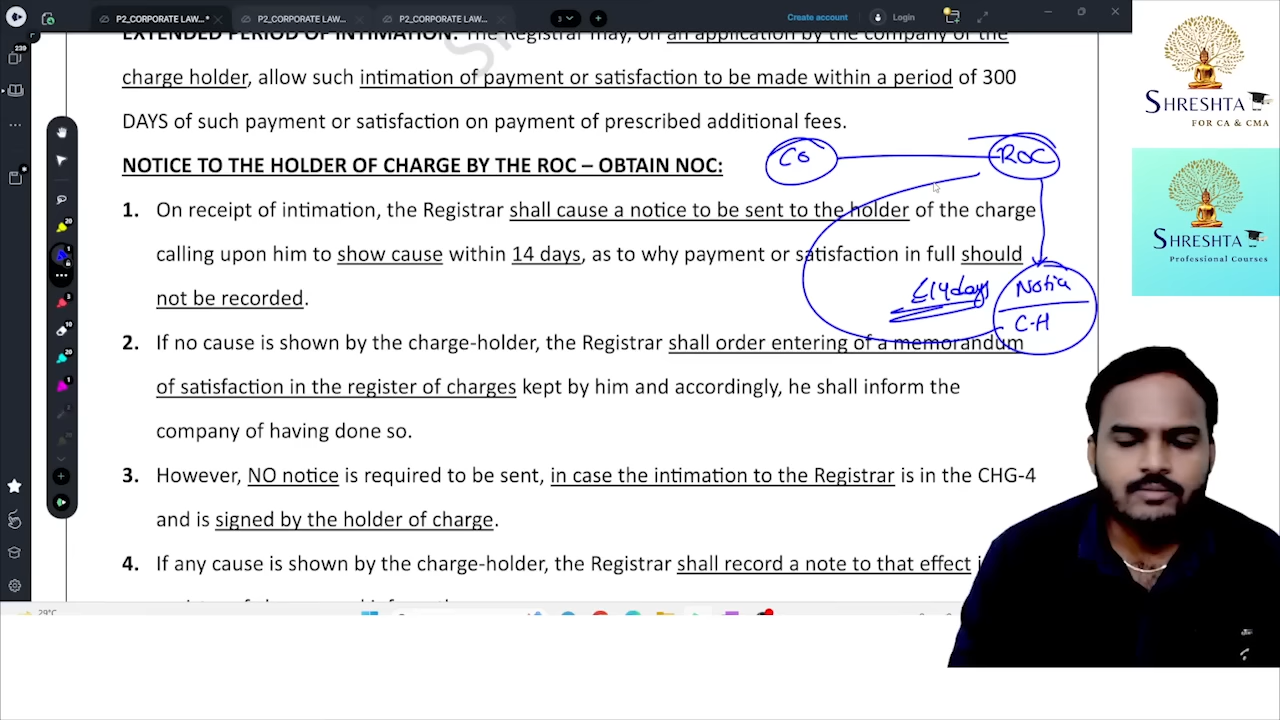 P2_CORPORATE LAW...*
P2_CORPORATE LAW...
P2_CORPORATE LAW...
3
Create account
Login
239
EXTENDED PERIOD OF INTIMATION: The Registrar may, on an application by the company or the
charge holder, allow such intimation of payment or satisfaction to be made within a period of 300
DAYS of such payment or satisfaction on payment of prescribed additional fees.
NOTICE TO THE HOLDER OF CHARGE BY THE ROC – OBTAIN NOC:
Co
ROC
1. On receipt of intimation, the Registrar shall cause a notice to be sent to the holder of the charge
calling upon him to show cause within 14 days, as to why payment or satisfaction in full should
not be recorded.
≤14days
C-H
2. If no cause is shown by the charge-holder, the Registrar shall order entering of a memorandum
of satisfaction in the register of charges kept by him and accordingly, he shall inform the
company of having done so.
3. However, NO notice is required to be sent, in case the intimation to the Registrar is in the CHG-4
and is signed by the holder of charge.
4. If any cause is shown by the charge-holder, the Registrar shall record a note to that effect
29°C
SHRESHTA
FOR CA & CMA
SHRESHTA
Professional Courses